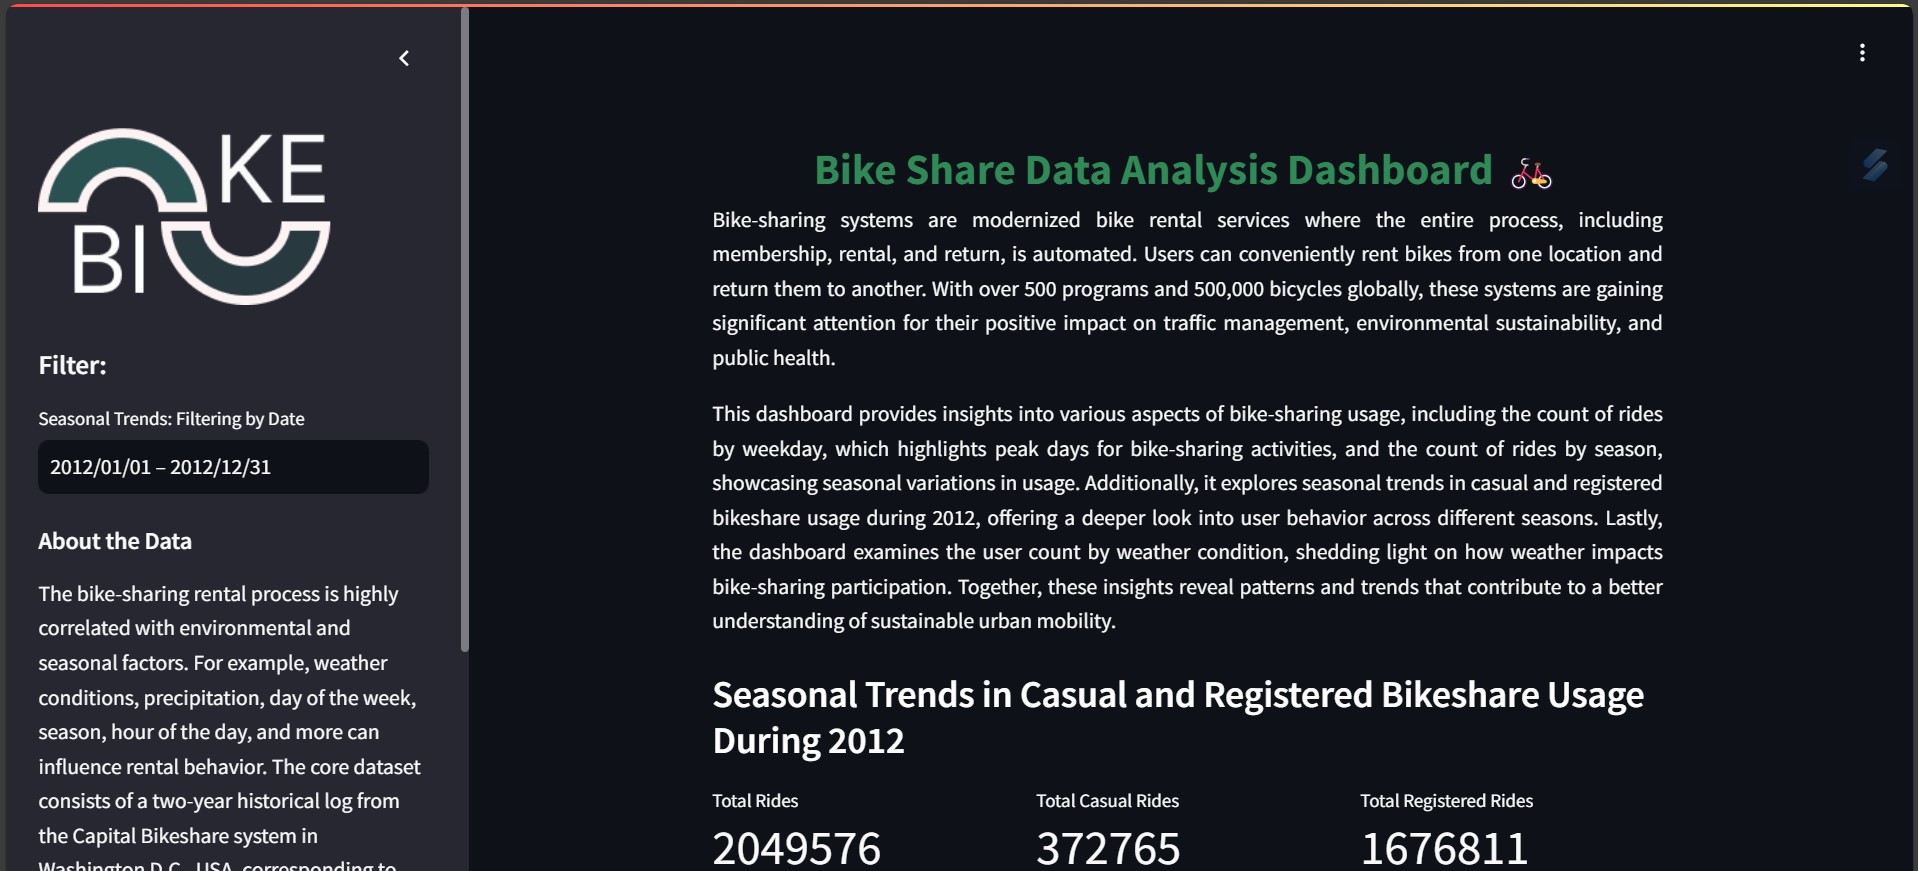 KE
BI
Filter:
Seasonal Trends: Filtering by Date
2012/01/01 – 2012/12/31
About the Data
The bike-sharing rental process is highly
correlated with environmental and
seasonal factors. For example, weather
conditions, precipitation, day of the week,
season, hour of the day, and more can
influence rental behavior. The core dataset
consists of a two-year historical log from
the Capital Bikeshare system in
Washington D.C., USA, corresponding to
Bike Share Data Analysis Dashboard 🚲
Bike-sharing systems are modernized bike rental services where the entire process, including
membership, rental, and return, is automated. Users can conveniently rent bikes from one location and
return them to another. With over 500 programs and 500,000 bicycles globally, these systems are gaining
significant attention for their positive impact on traffic management, environmental sustainability, and
public health.
This dashboard provides insights into various aspects of bike-sharing usage, including the count of rides
by weekday, which highlights peak days for bike-sharing activities, and the count of rides by season,
showcasing seasonal variations in usage. Additionally, it explores seasonal trends in casual and registered
bikeshare usage during 2012, offering a deeper look into user behavior across different seasons. Lastly,
the dashboard examines the user count by weather condition, shedding light on how weather impacts
bike-sharing participation. Together, these insights reveal patterns and trends that contribute to a better
understanding of sustainable urban mobility.
Seasonal Trends in Casual and Registered Bikeshare Usage
During 2012
Total Rides
2049576
Total Casual Rides
372765
Total Registered Rides
1676811